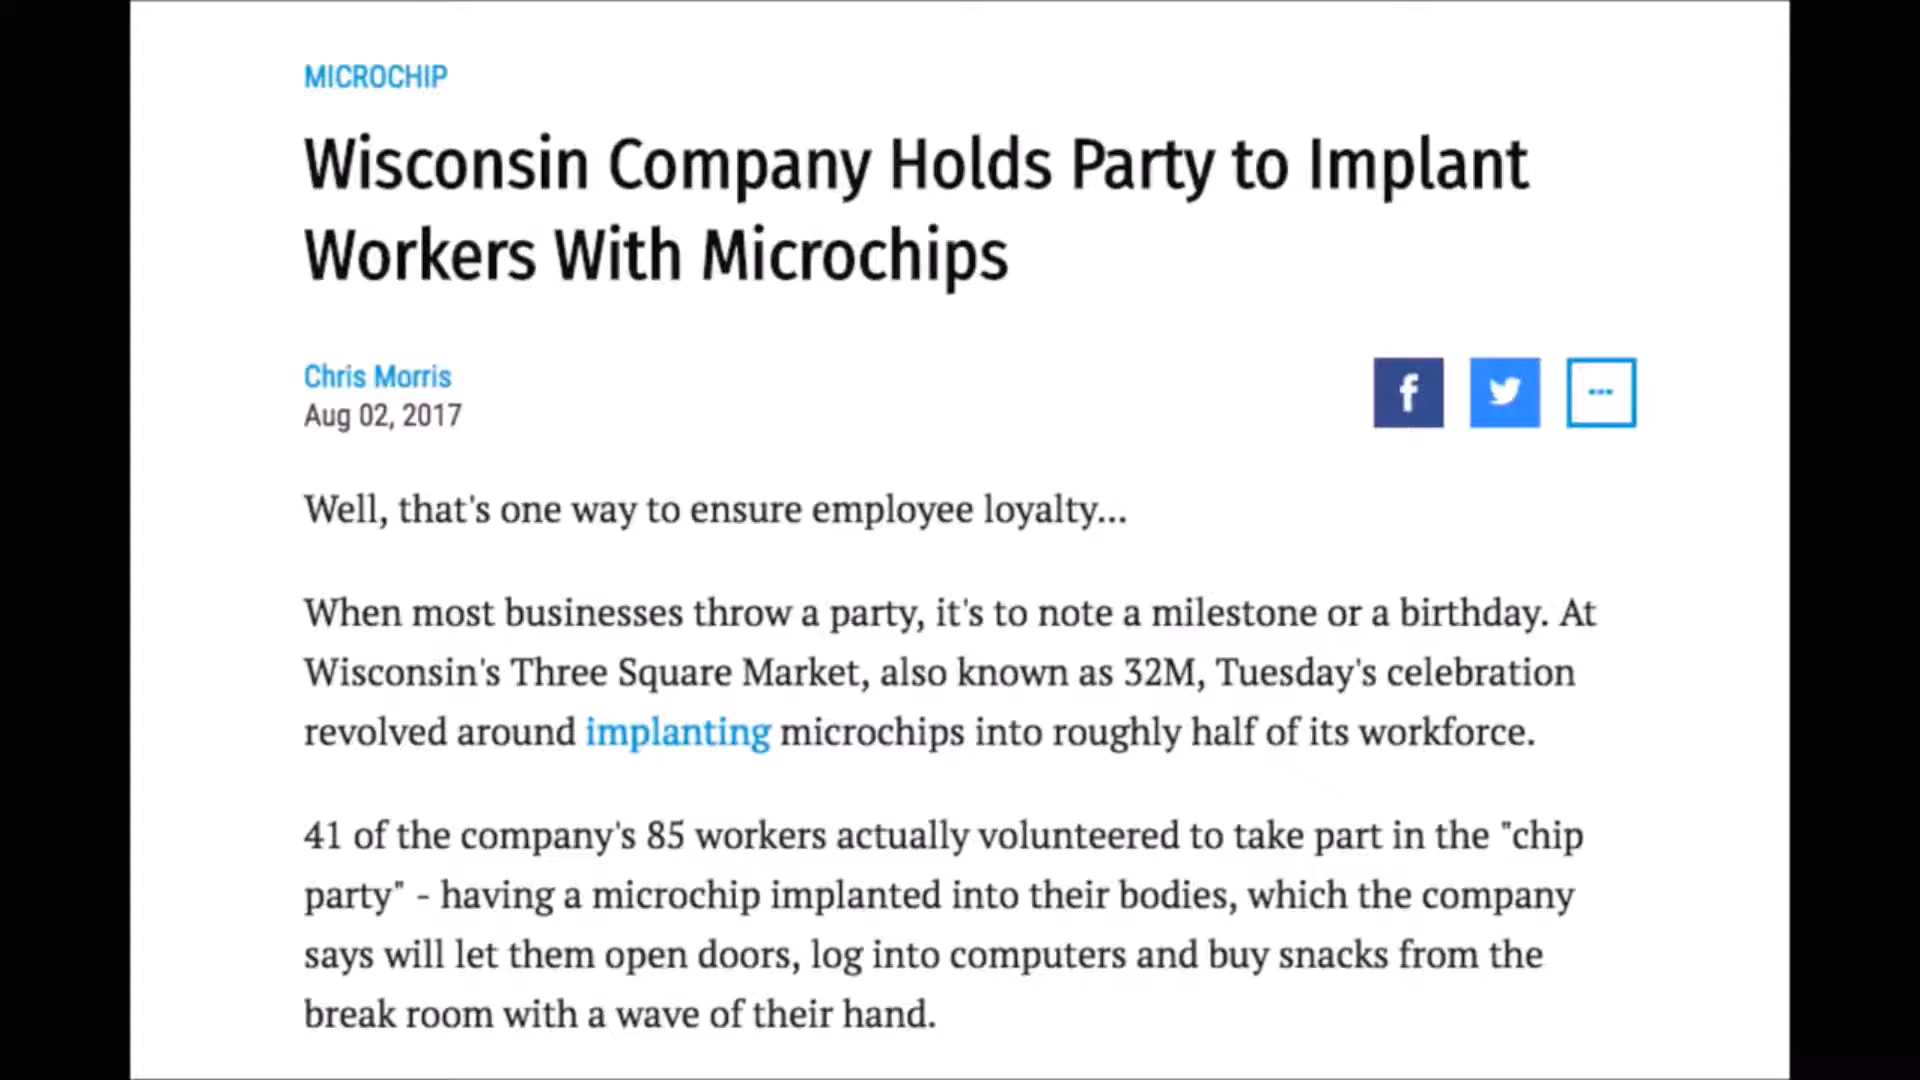 MICROCHIP
Wisconsin Company Holds Party to Implant
Workers With Microchips
Chris Morris
Aug 02, 2017
Well, that's one way to ensure employee loyalty...
When most businesses throw a party, it's to note a milestone or a birthday. At
Wisconsin's Three Square Market, also known as 32M, Tuesday's celebration
revolved around implanting microchips into roughly half of its workforce.
41 of the company's 85 workers actually volunteered to take part in the "chip
party" - having a microchip implanted into their bodies, which the company
says will let them open doors, log into computers and buy snacks from the
break room with a wave of their hand.